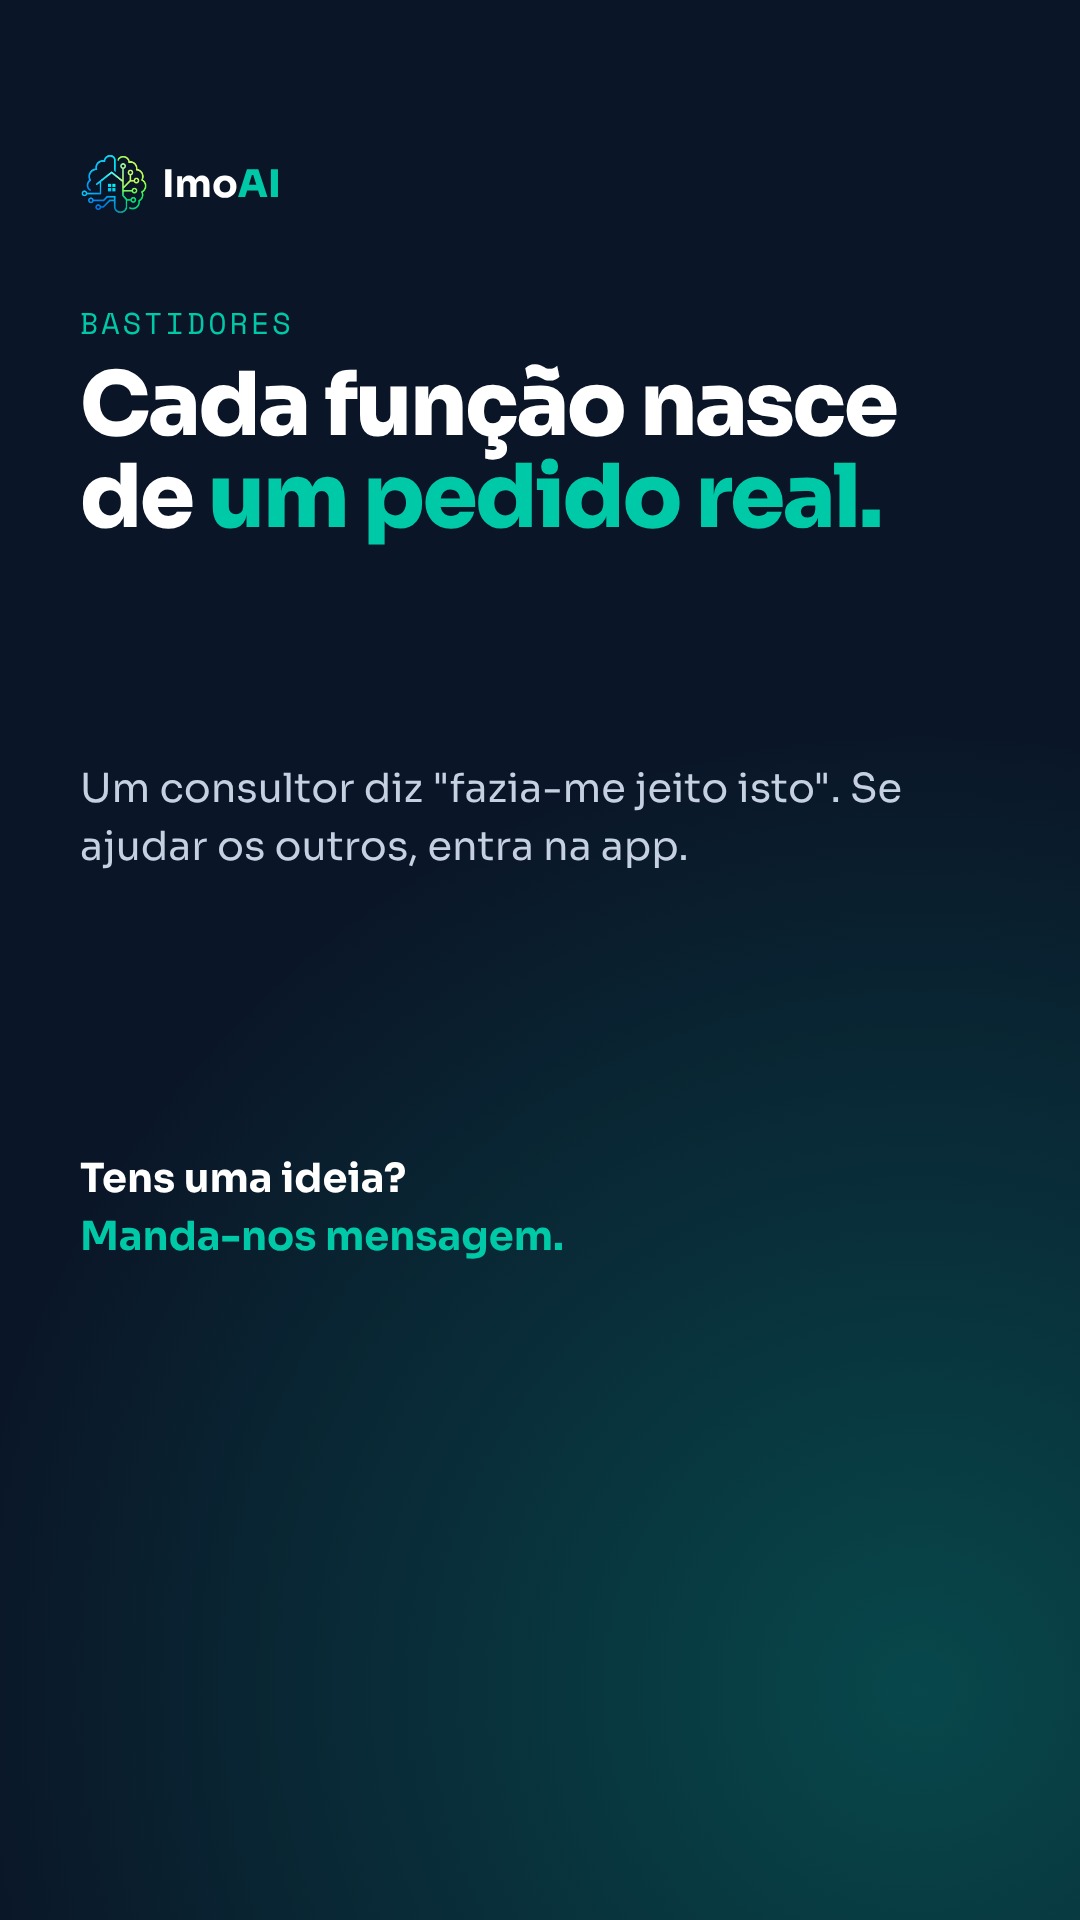 ImoAI
BASTIDORES
Cada função nasce
de um pedido real.
Um consultor diz "fazia-me jeito isto". Se
ajudar os outros, entra na app.
Tens uma ideia?
Manda-nos mensagem.